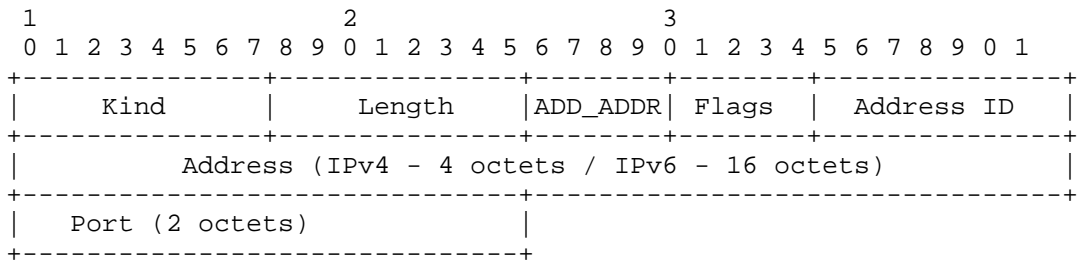 1 2 3
0 1 2 3 4 5 6 7 8 9 0 1 2 3 4 5 6 7 8 9 0 1 2 3 4 5 6 7 8 9 0 1
+---------------+---------------+-------+-------+---------------+
| Kind | Length |ADD_ADDR| Flags | Address ID |
+---------------+---------------+--------+--------+---------------+
| Address (IPv4 - 4 octets / IPv6 - 16 octets) |
+-------------------------------+---------------------------------+
| Port (2 octets) |
+-------------------------------+